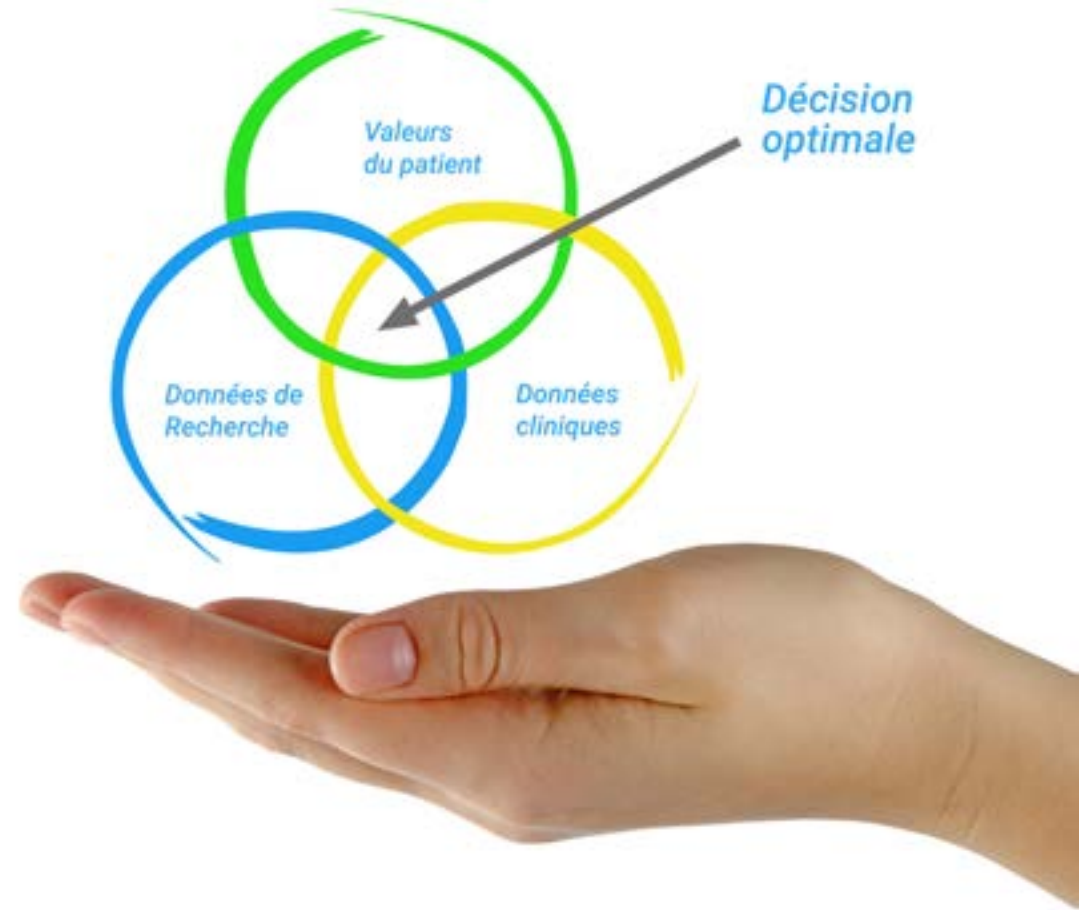 Décision
optimale
Valeurs
du patient
Données de
Recherche
Données
cliniques